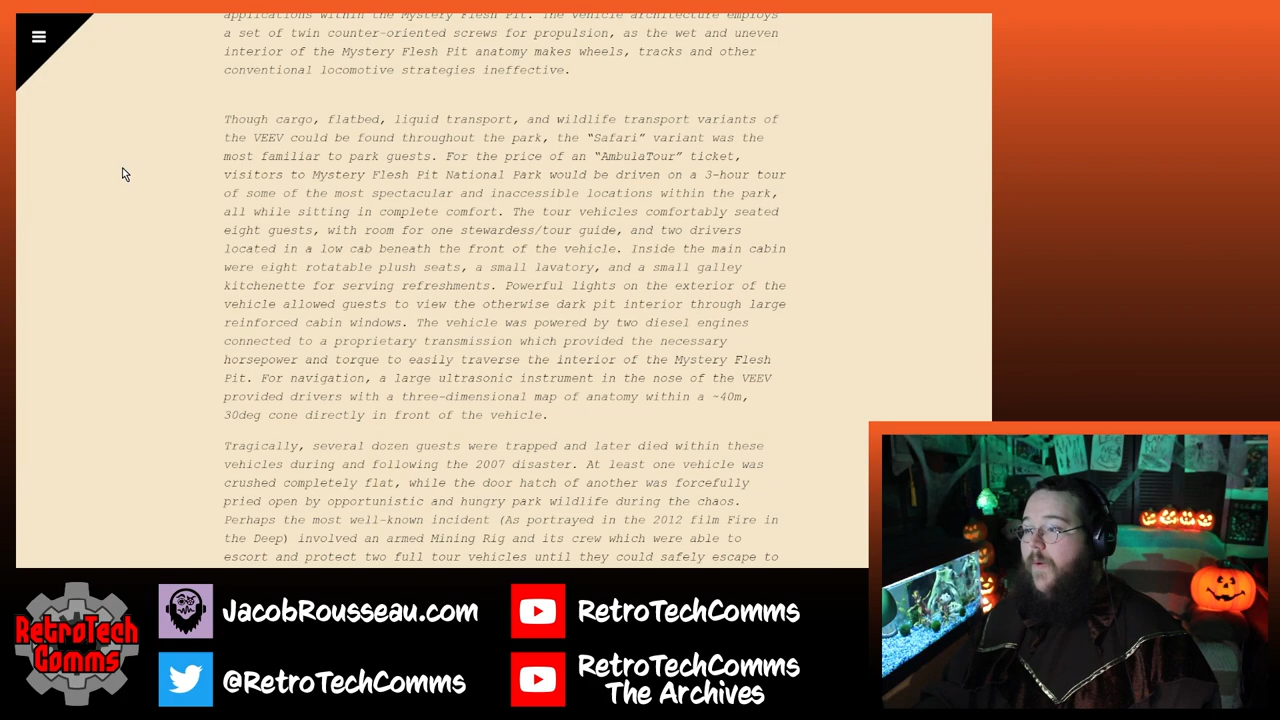 applications within the Mystery Flesh Pit. The vehicle architecture employs
a set of twin counter-oriented screws for propulsion, as the wet and uneven
interior of the Mystery Flesh Pit anatomy makes wheels, tracks and other
conventional locomotive strategies ineffective.
Though cargo, flatbed, liquid transport, and wildlife transport variants of
the VEEV could be found throughout the park, the “Safari” variant was the
most familiar to park guests. For the price of an “AmbulaTour” ticket,
visitors to Mystery Flesh Pit National Park would be driven on a 3-hour tour
of some of the most spectacular and inaccessible locations within the park,
all while sitting in complete comfort. The tour vehicles comfortably seated
eight guests, with room for one stewardess/tour guide, and two drivers
located in a low cab beneath the front of the vehicle. Inside the main cabin
were eight rotatable plush seats, a small lavatory, and a small galley
kitchenette for serving refreshments. Powerful lights on the exterior of the
vehicle allowed guests to view the otherwise dark pit interior through large
reinforced cabin windows. The vehicle was powered by two diesel engines
connected to a proprietary transmission which provided the necessary
horsepower and torque to easily traverse the interior of the Mystery Flesh
Pit. For navigation, a large ultrasonic instrument in the nose of the VEEV
provided drivers with a three-dimensional map of anatomy within a ~40m,
30deg cone directly in front of the vehicle.
Tragically, several dozen guests were trapped and later died within these
vehicles during and following the 2007 disaster. At least one vehicle was
crushed completely flat, while the door hatch of another was forcefully
pried open by opportunistic and hungry park wildlife during the chaos.
Perhaps the most well-known incident (As portrayed in the 2012 film Fire in
the Deep) involved an armed Mining Rig and its crew which were able to
escort and protect two full tour vehicles until they could safely escape to
RetroTech
Comms
JacobRousseau.com
@RetroTechComms
RetroTechComms
RetroTechComms
The Archives